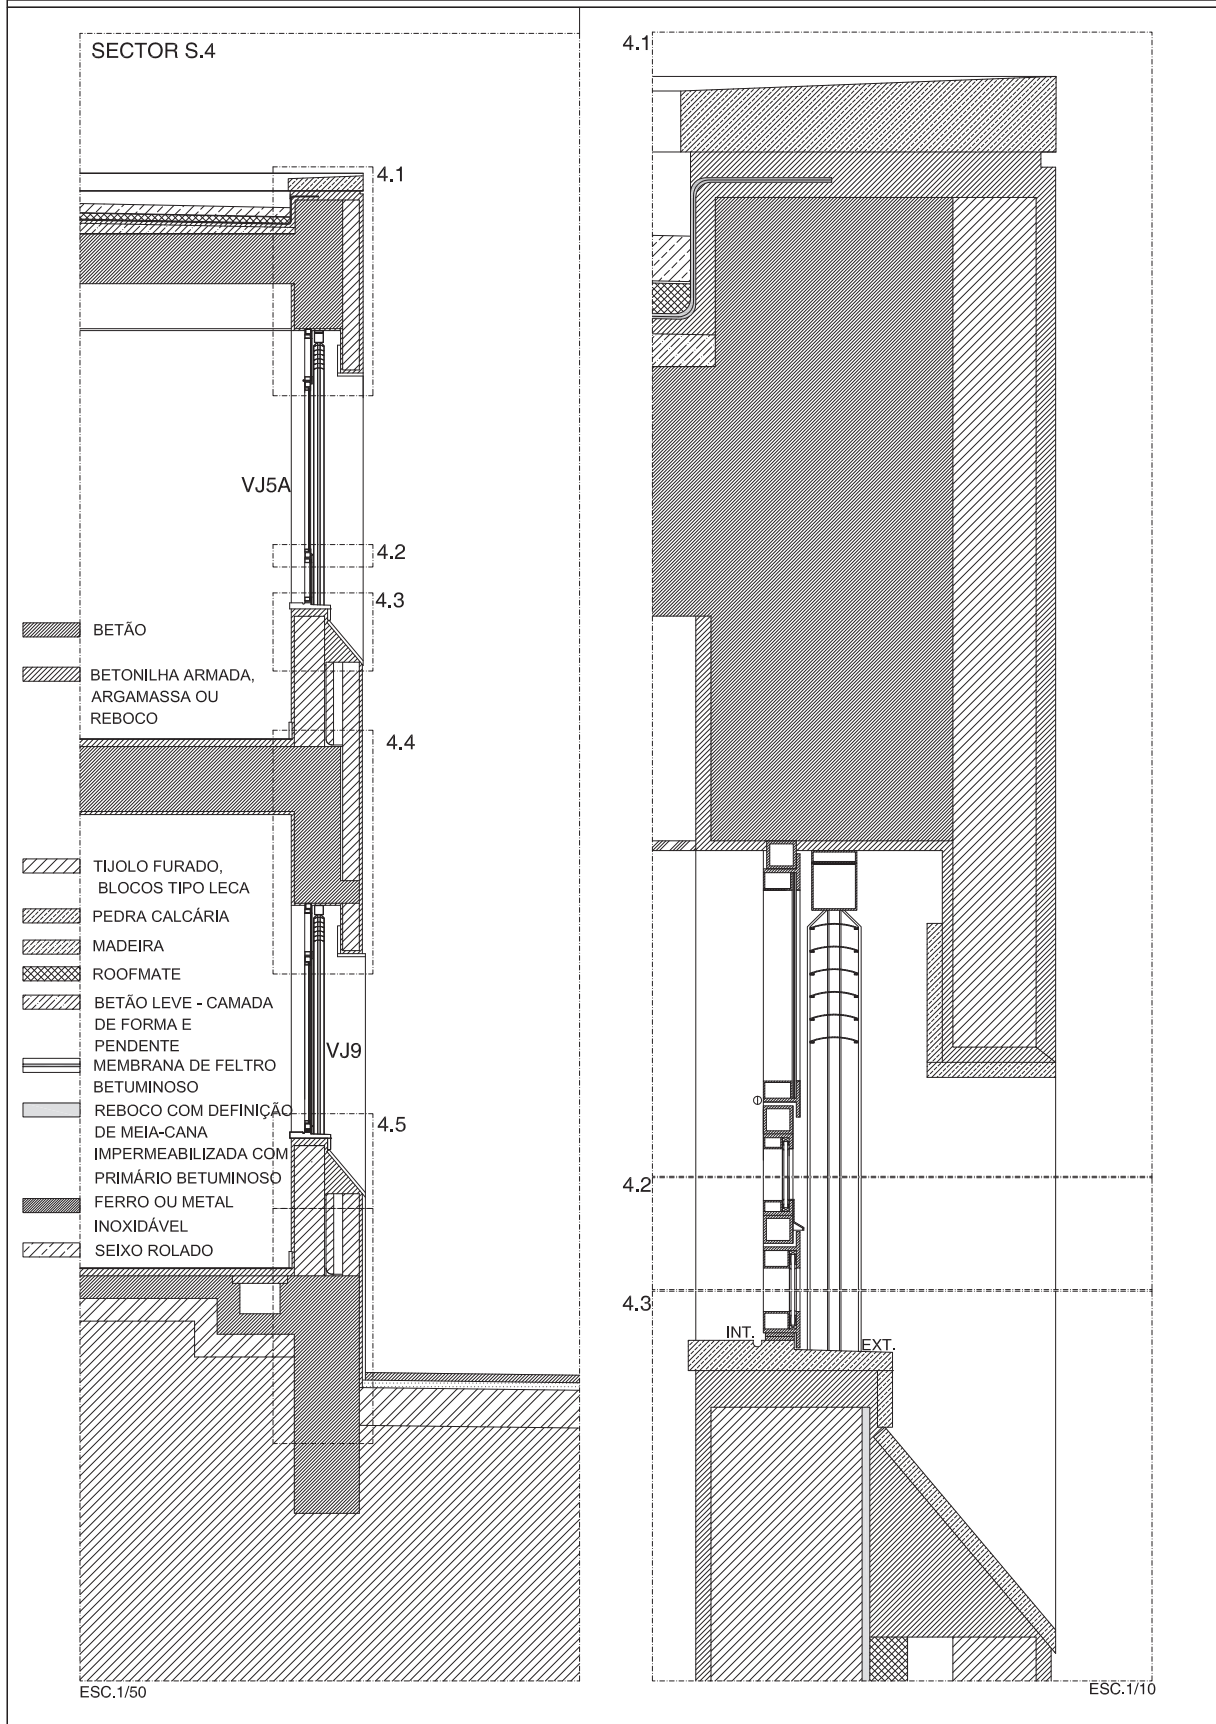 SECTOR S.4
4.1
VJ5A
4.2
4.3
BETÃO
BETONILHA ARMADA,
ARGAMASSA OU
REBOCO
4.4
TIJOLO FURADO,
BLOCOS TIPO LECA
PEDRA CALCÁRIA
MADEIRA
ROOFMATE
BETÃO LEVE - CAMADA
DE FORMA E
PENDENTE
VJ9
MEMBRANA DE FELTRO
BETUMINOSO
REBOCO COM DEFINIÇÃO
DE MEIA-CANA
IMPERMEABILIZADA COM
PRIMÁRIO BETUMINOSO
4.5
FERRO OU METAL
INOXIDÁVEL
SEIXO ROLADO
ESC.1/50
4.1
4.2
4.3
INT.
EXT.
ESC.1/10